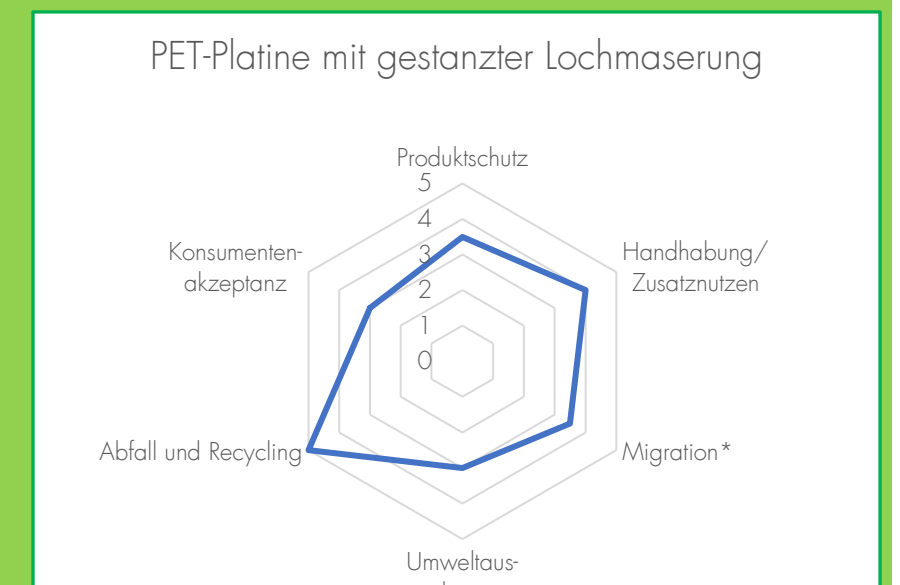 PET-Platine mit gestanzter Lochmaserung
Produktschutz
5
4
3
2
1
0
Handhabung/
Zusatznutzen
Migration*
Umweltaus-
Abfall und Recycling
Konsumenten-
akzeptanz